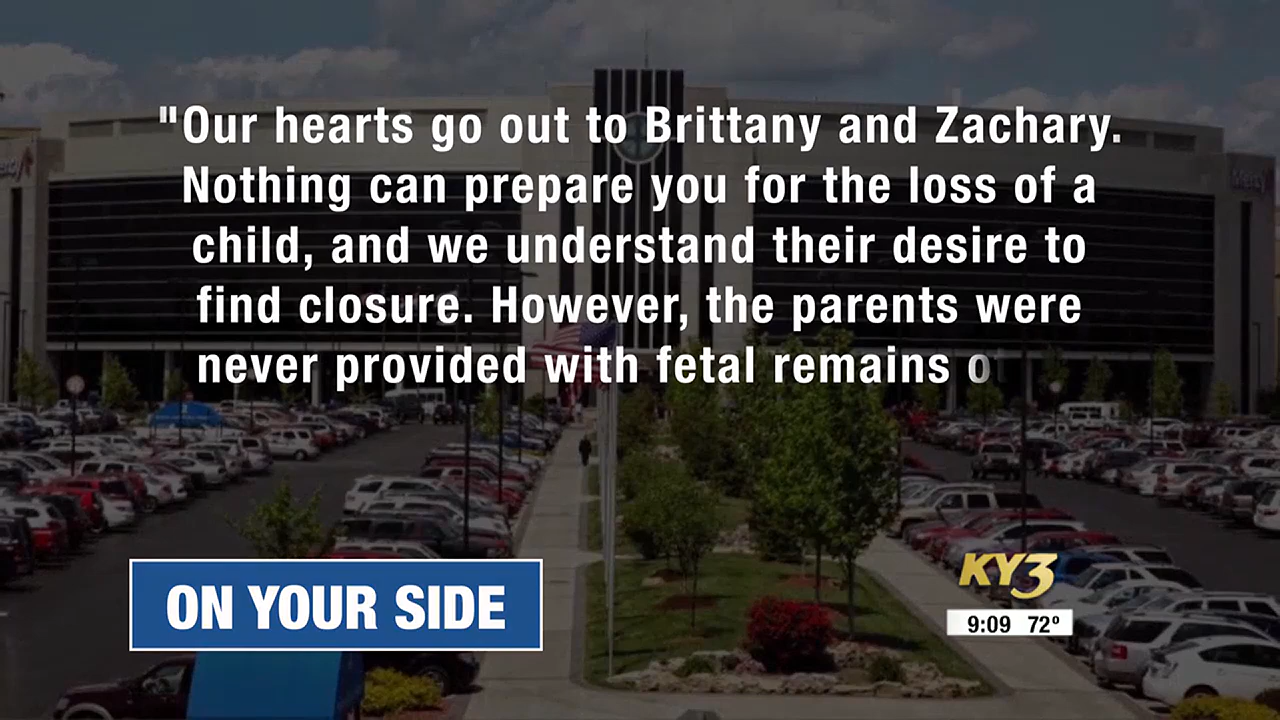 "Our hearts go out to Brittany and Zachary.
Nothing can prepare you for the loss of a
child, and we understand their desire to
find closure. However, the parents were
never provided with fetal remains
Mercy
ON YOUR SIDE
KY3
9:09 72º